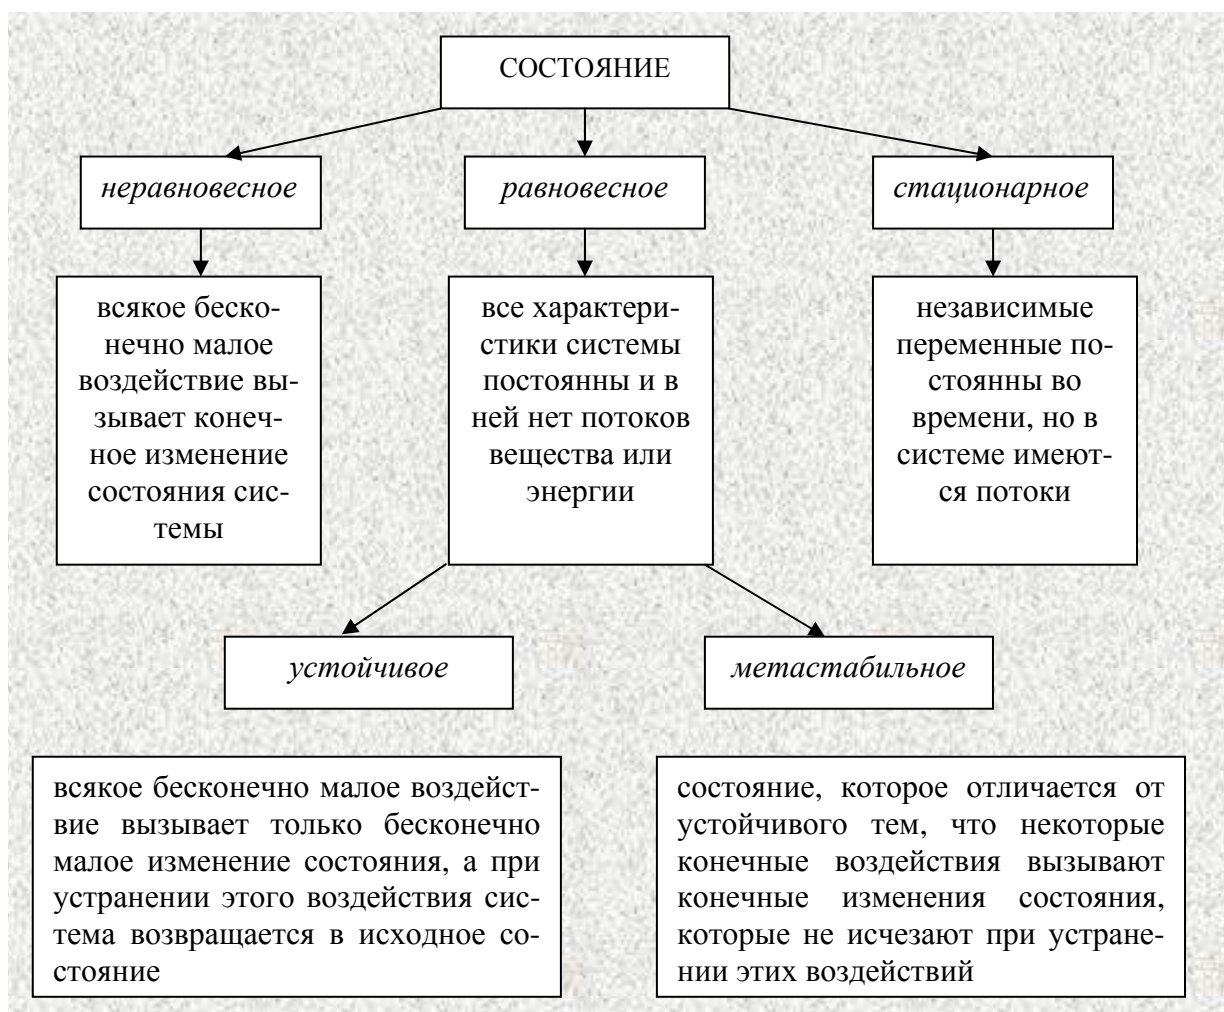 СОСТОЯНИЕ
неравновесное
равновесное
стационарное
всякое беско-
нечно малое
воздействие вы-
зывает конеч-
ное изменение
состояния сис-
темы
все характери-
стики системы
постоянны и в
ней нет потоков
вещества или
энергии
независимые
переменные по-
стоянны во
времени, но в
системе имеют-
ся потоки
устойчивое
метастабильное
всякое бесконечно малое воздейст-
вие вызывает только бесконечно
малое изменение состояния, а при
устранении этого воздействия сис-
тема возвращается в исходное со-
стояние
состояние, которое отличается от
устойчивого тем, что некоторые
конечные воздействия вызывают
конечные изменения состояния,
которые не исчезают при устране-
нии этих воздействий